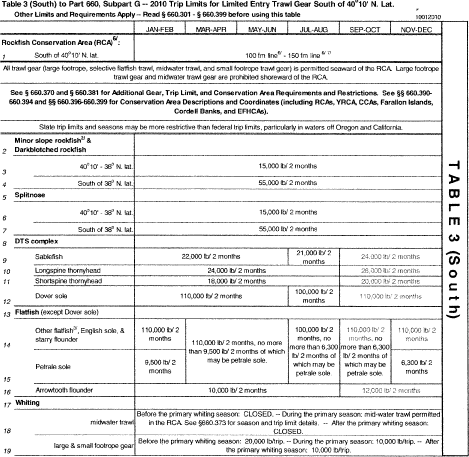 Table 3 (South) to Part 660, Subpart G -- 2010 Trip Limits for Limited Entry Trawl Gear South of 40°10' N. Lat.
Other Limits and Requirements Apply -- Read § 660.301 - § 660.399 before using this table
10012010
JAN-FEB MAR-APR MAY-JUN JUL-AUG SEP-OCT NOV-DEC
Rockfish Conservation Area (RCA)6/:
1 South of 40°10' N. lat. 100 fm line6/ - 150 fm line6/ 7/
All trawl gear (large footrope, selective flatfish trawl, midwater trawl, and small footrope trawl gear) is permitted seaward of the RCA. Large footrope
trawl and midwater trawl gear are prohibited shoreward of the RCA.
See § 660.370 and § 660.381 for Additional Gear, Trip Limit, and Conservation Area Requirements and Restrictions. See §§ 660.390-
660.394 and §§ 660.396-660.399 for Conservation Area Descriptions and Coordinates (including RCAs, YRCA, CCAs, Farallon Islands,
Cordell Banks, and EFHCAs).
State trip limits and seasons may be more restrictive than federal trip limits, particularly in waters off Oregon and California.
2 Minor slope rockfish2/ &
Darkblotched rockfish
3 40°10' - 38° N. lat. 15,000 lb/ 2 months
4 South of 38° N. lat. 55,000 lb/ 2 months
5 Splitnose
6 40°10' - 38° N. lat. 15,000 lb/ 2 months
7 South of 38° N. lat. 55,000 lb/ 2 months
8 DTS complex
9 Sablefish 22,000 lb/ 2 months 21,000 lb/ 2 months 24,000 lb/ 2 months
10 Longspine thornyhead 24,000 lb/ 2 months 26,000 lb/ 2 months
11 Shortspine thornyhead 18,000 lb/ 2 months 20,000 lb/ 2 months
12 Dover sole 110,000 lb/ 2 months 100,000 lb/ 2 months 110,000 lb/ 2 months
13 Flatfish (except Dover sole)
14 Other flatfish3/, English sole, & starry flounder 110,000 lb/ 2 months 110,000 lb/ 2 months, no more than 9,500 lb/ 2 months of which may be petrale sole. 100,000 lb/ 2 months, no more than 6,300 lb/ 2 months of which may be petrale sole. 110,000 lb/ 2 months, no more than 6,300 lb/ 2 months of which may be petrale sole. 110,000 lb/ 2 months
15 Petrale sole 9,500 lb/ 2 months 6,300 lb/ 2 months
16 Arrowtooth flounder 10,000 lb/ 2 months 12,000 lb/ 2 months
17 Whiting
18 midwater trawl Before the primary whiting season: CLOSED. -- During the primary season: mid-water trawl permitted
in the RCA. See §660.373 for season and trip limit details. -- After the primary whiting season:
CLOSED.
19 large & small footrope gear Before the primary whiting season: 20,000 lb/trip. -- During the primary season: 10,000 lb/trip. -- After
the primary whiting season: 10,000 lb/trip.
TABLE 3 (South)